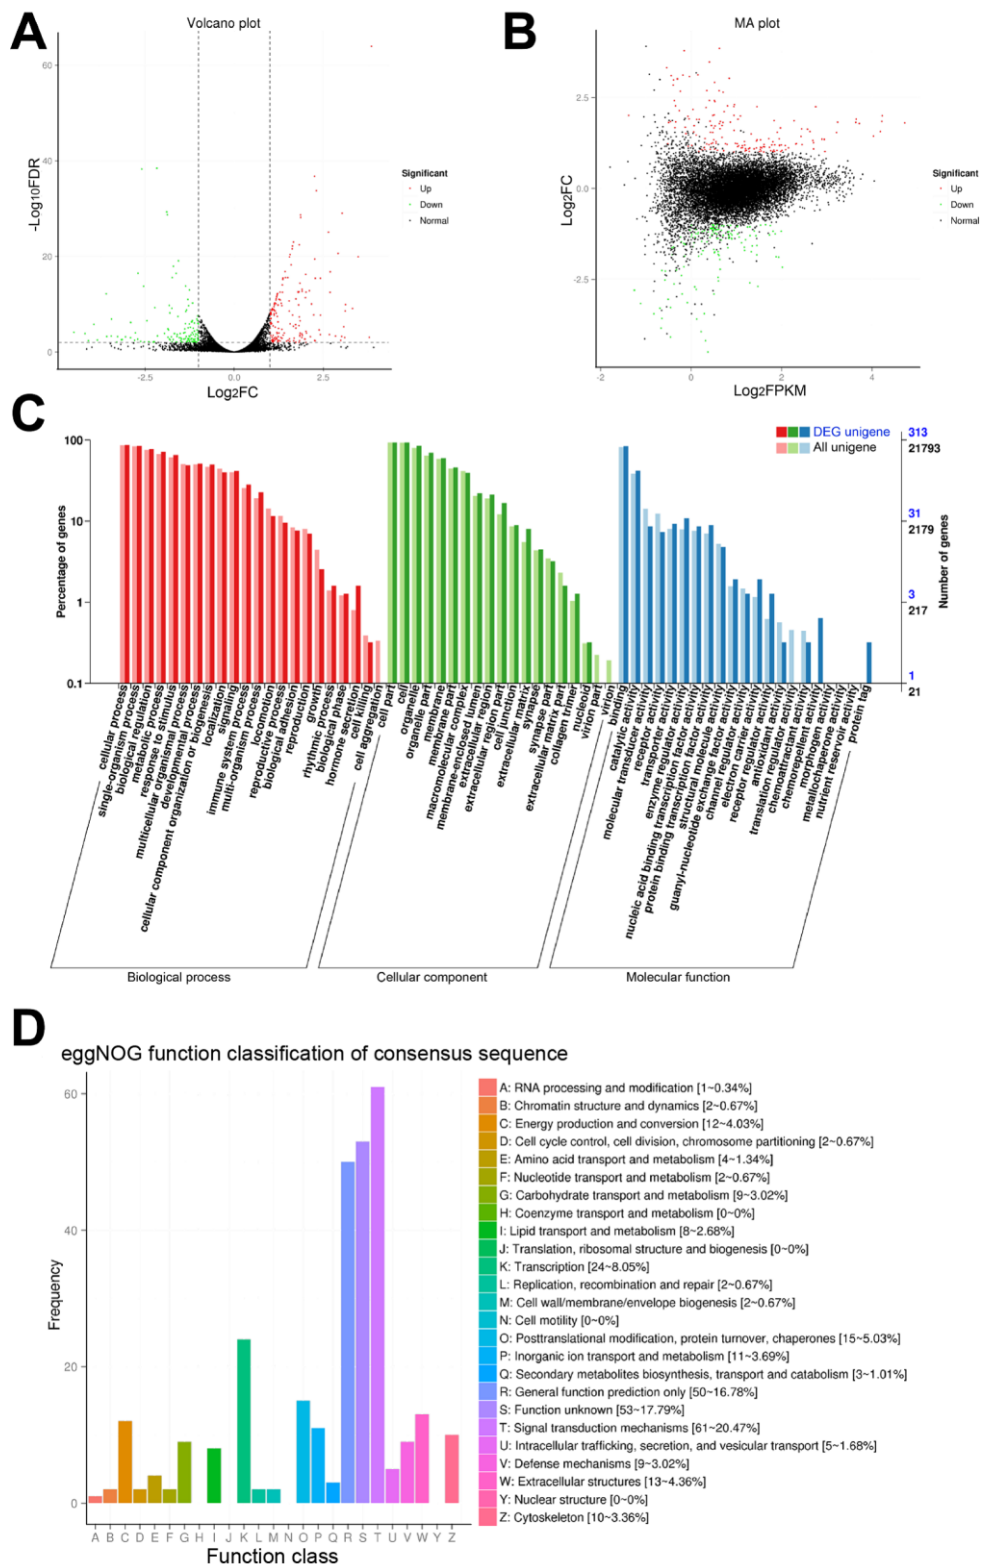 A
Volcano plot
60
40
20
0
-Log10FDR
-2.5
0.0
2.5
Log2FC
Significant
Up
Down
Normal
B
MA plot
2.5
0.0
-2.5
Log2FC
-2
0
2
4
Log2FPKM
Significant
Up
Down
Normal
C
100
10
1
0.1
Percentage of genes
DEG unigene
All unigene
313
21793
31
2179
3
217
1
21
Number of genes
cellular process
single-organism process
biological regulation
metabolic process
response to stimulus
multicellular organismal process
developmental process
cellular component organization or biogenesis
localization
signaling
immune system process
multi-organism process
locomotion
reproductive process
biological adhesion
reproduction
growth
rhythmic process
biological phase
hormone secretion
cell killing
cell aggregation
cell part
cell
organelle
organelle part
membrane
membrane part
macromolecular complex
membrane-enclosed lumen
extracellular region
extracellular region part
cell junction
extracellular matrix
synapse
synapse part
extracellular matrix part
collagen trimer
nucleoid
virion part
virion
binding
catalytic activity
molecular transducer activity
receptor activity
transporter activity
enzyme regulator activity
nucleic acid binding transcription factor activity
protein binding transcription factor activity
structural molecule activity
guanyl-nucleotide exchange factor activity
channel regulator activity
electron carrier activity
receptor regulator activity
antioxidant activity
translation regulator activity
chemoattractant activity
chemorepellent activity
morphogen activity
metallochaperone activity
nutrient reservoir activity
protein tag
Biological process
Cellular component
Molecular function
D
eggNOG function classification of consensus sequence
60
40
20
0
Frequency
A B C D E F G H I J K L M N O P Q R S T U V W Y Z
Function class
A: RNA processing and modification [1~0.34%]
B: Chromatin structure and dynamics [2~0.67%]
C: Energy production and conversion [12~4.03%]
D: Cell cycle control, cell division, chromosome partitioning [2~0.67%]
E: Amino acid transport and metabolism [4~1.34%]
F: Nucleotide transport and metabolism [2~0.67%]
G: Carbohydrate transport and metabolism [9~3.02%]
H: Coenzyme transport and metabolism [0~0%]
I: Lipid transport and metabolism [8~2.68%]
J: Translation, ribosomal structure and biogenesis [0~0%]
K: Transcription [24~8.05%]
L: Replication, recombination and repair [2~0.67%]
M: Cell wall/membrane/envelope biogenesis [2~0.67%]
N: Cell motility [0~0%]
O: Posttranslational modification, protein turnover, chaperones [15~5.03%]
P: Inorganic ion transport and metabolism [11~3.69%]
Q: Secondary metabolites biosynthesis, transport and catabolism [3~1.01%]
R: General function prediction only [50~16.78%]
S: Function unknown [53~17.79%]
T: Signal transduction mechanisms [61~20.47%]
U: Intracellular trafficking, secretion, and vesicular transport [5~1.68%]
V: Defense mechanisms [9~3.02%]
W: Extracellular structures [13~4.36%]
Y: Nuclear structure [0~0%]
Z: Cytoskeleton [10~3.36%]